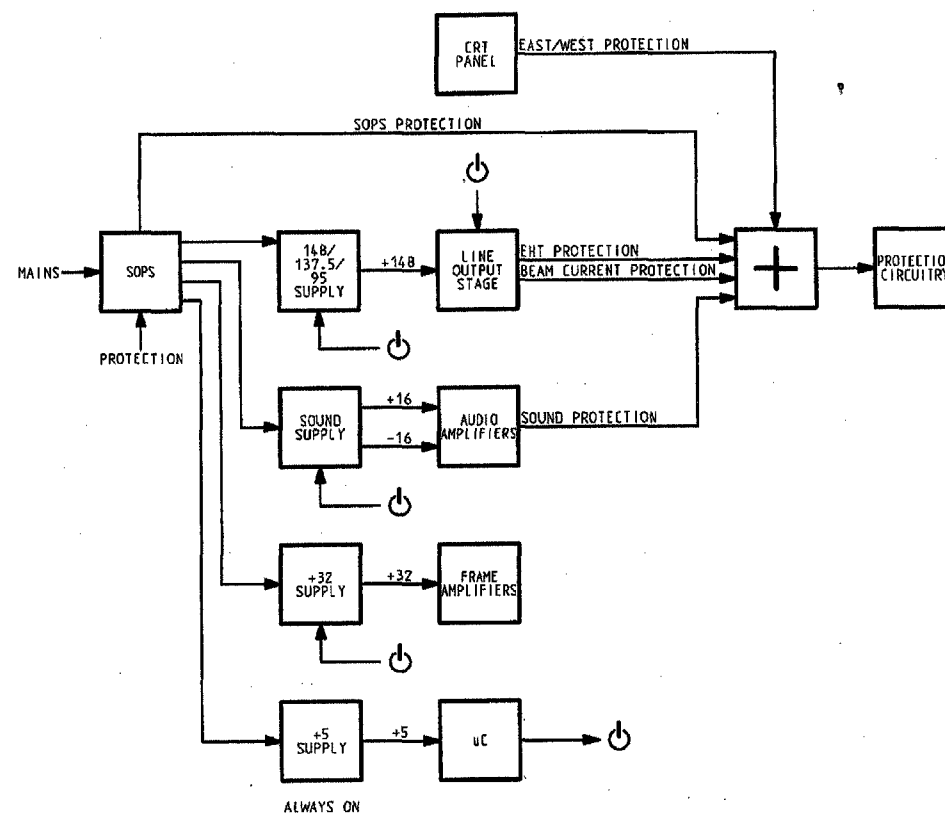 CRT
PANEL
EAST/WEST PROTECTION
SOPS PROTECTION
MAINS
SOPS
PROTECTION
148/
137.5/
95
SUPPLY
+148
LINE
OUTPUT
STAGE
EHT PROTECTION
BEAM CURRENT PROTECTION
+
PROTECTION
CIRCUITRY
SOUND
SUPPLY
+16
-16
AUDIO
AMPLIFIERS
SOUND PROTECTION
+32
SUPPLY
+32
FRAME
AMPLIFIERS
+5
SUPPLY
+5
uC
ALWAYS ON